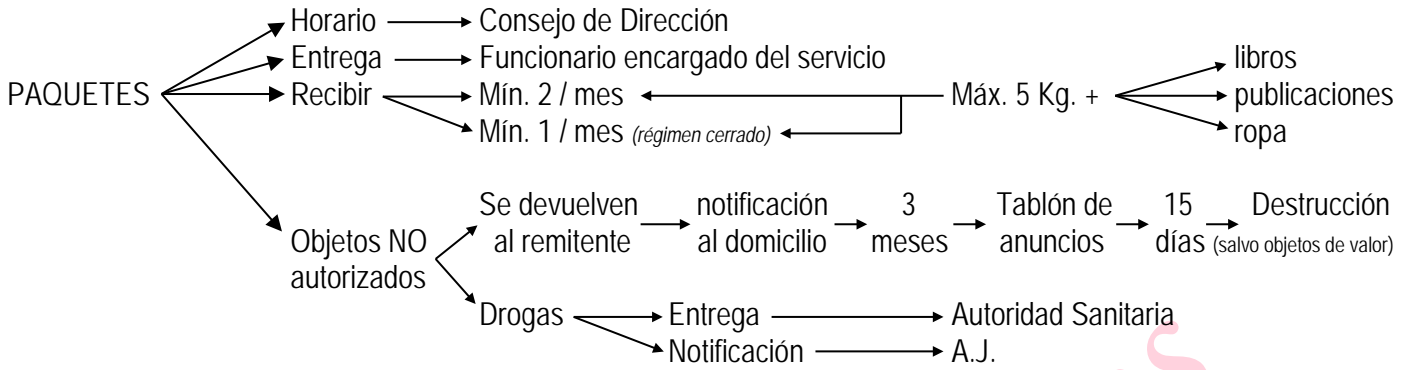 Horario Consejo de Dirección
Entrega Funcionario encargado del servicio libros
PAQUETES Recibir Mín. 2 / mes Máx. 5 Kg. + publicaciones
Mín. 1 / mes (régimen cerrado) ropa
Se devuelven notificación 3 Tablón de 15 Destrucción
Objetos NO al remitente al domicilio meses anuncios días (salvo objetos de valor)
autorizados
Drogas Entrega Autoridad Sanitaria
Notificación A.J.